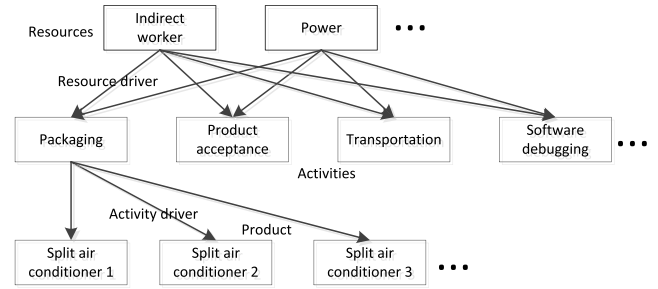 Resources
Indirect
worker
Power
...
Resource driver
Packaging
Product
acceptance
Transportation
Software
debugging
...
Activities
Activity driver
Product
Split air
conditioner 1
Split air
conditioner 2
Split air
conditioner 3
...